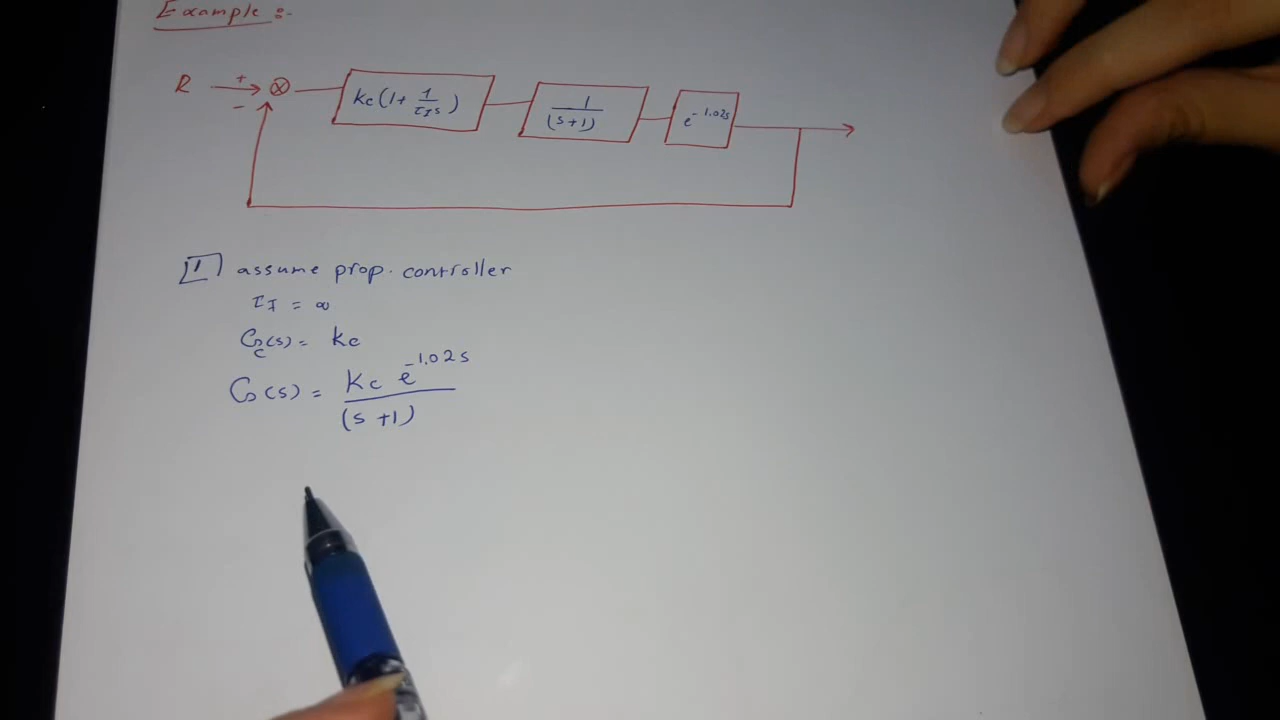 Example :-
R + - ⊗ kc(1+ 1/τIs) 1/(s+1) e^-1.02s
1 assume prop. controller
τI = ∞
Gc(s) = kc
G(s) = kc e^-1.02s / (s+1)